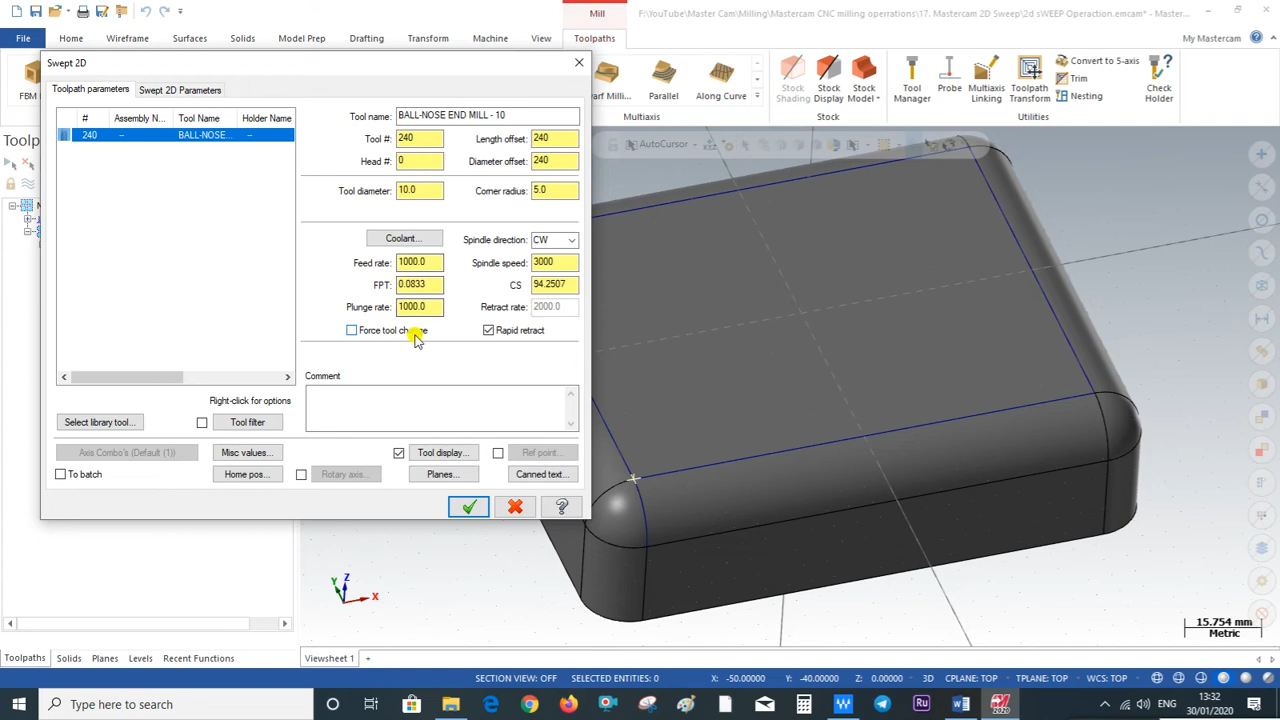 Mill
F:\YouTube\Master Cam\Milling\Mastercam CNC milling operrations\17. Mastercam 2D Sweep\2d sWEEP Operaction.emcam* - M...
File
Home
Wireframe
Surfaces
Solids
Model Prep
Drafting
Transform
Machine
View
Toolpaths
My Mastercam
Swept 2D
Toolpath parameters
Swept 2D Parameters
# Assembly N... Tool Name Holder Name
240 -- BALL-NOSE... --
Tool name: BALL-NOSE END MILL - 10
Tool #: 240
Length offset: 240
Head #: 0
Diameter offset: 240
Tool diameter: 10.0
Corner radius: 5.0
Coolant...
Spindle direction: CW
Feed rate: 1000.0
Spindle speed: 3000
FPT: 0.0833
CS 94.2507
Plunge rate: 1000.0
Retract rate: 2000.0
Force tool change
Rapid retract
Comment
Right-click for options
Select library tool...
Tool filter
Axis Combo's (Default (1))
Misc values...
Tool display...
Ref point...
To batch
Home pos...
Rotary axis...
Planes...
Canned text...
FBM
Parallel
Along Curve
Multiaxis
Stock Shading
Stock Display
Stock Model
Stock
Tool Manager
Probe
Multiaxis Linking
Toolpath Transform
Convert to 5-axis
Trim
Nesting
Utilities
Check Holder
AutoCursor
Z
Y
X
15.754 mm
Metric
Toolpaths
Solids
Planes
Levels
Recent Functions
Viewsheet 1
+
SECTION VIEW: OFF
SELECTED ENTITIES: 0
X: -50.00000
Y: -40.00000
Z: 0.00000
3D
CPLANE: TOP
TPLANE: TOP
WCS: TOP
Type here to search
ENG
13:32
30/01/2020